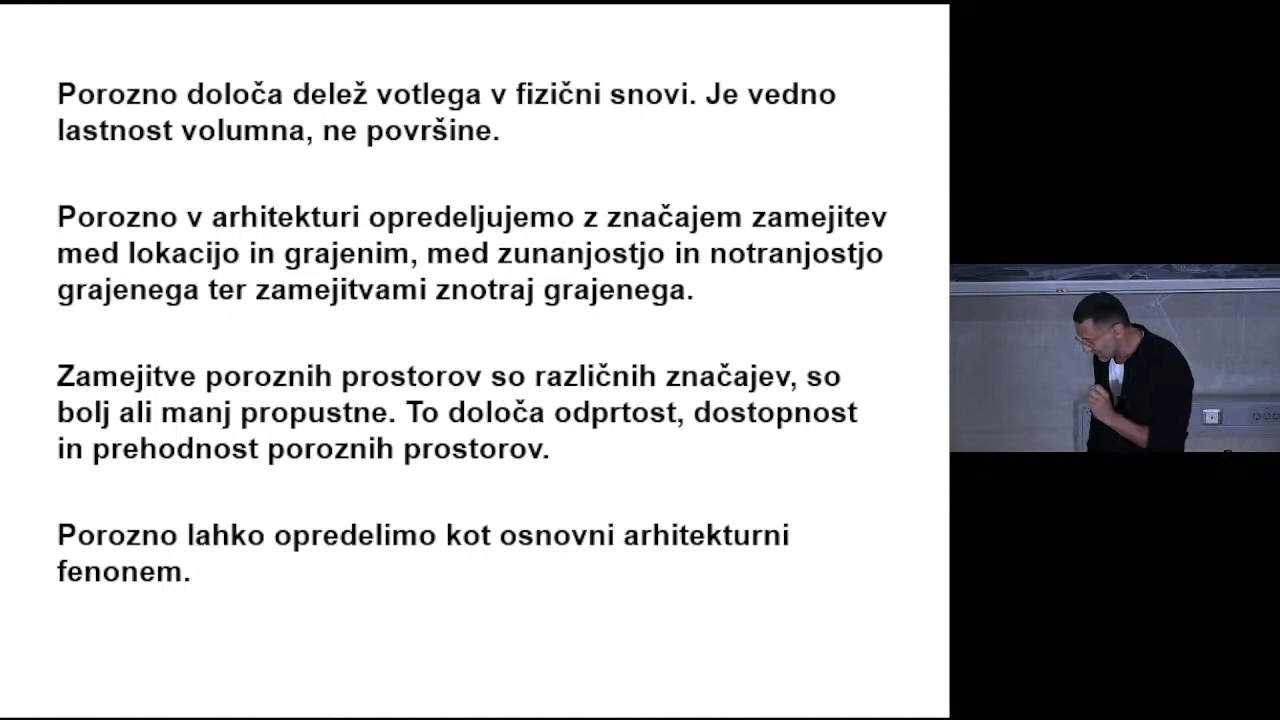 Porozno določa delež votlega v fizični snovi. Je vedno
lastnost volumna, ne površine.
Porozno v arhitekturi opredeljujemo z značajem zamejitev
med lokacijo in grajenim, med zunanjostjo in notranjostjo
grajenega ter zamejitvami znotraj grajenega.
Zamejitve poroznih prostorov so različnih značajev, so
bolj ali manj propustne. To določa odprtost, dostopnost
in prehodnost poroznih prostorov.
Porozno lahko opredelimo kot osnovni arhitekturni
fenonem.